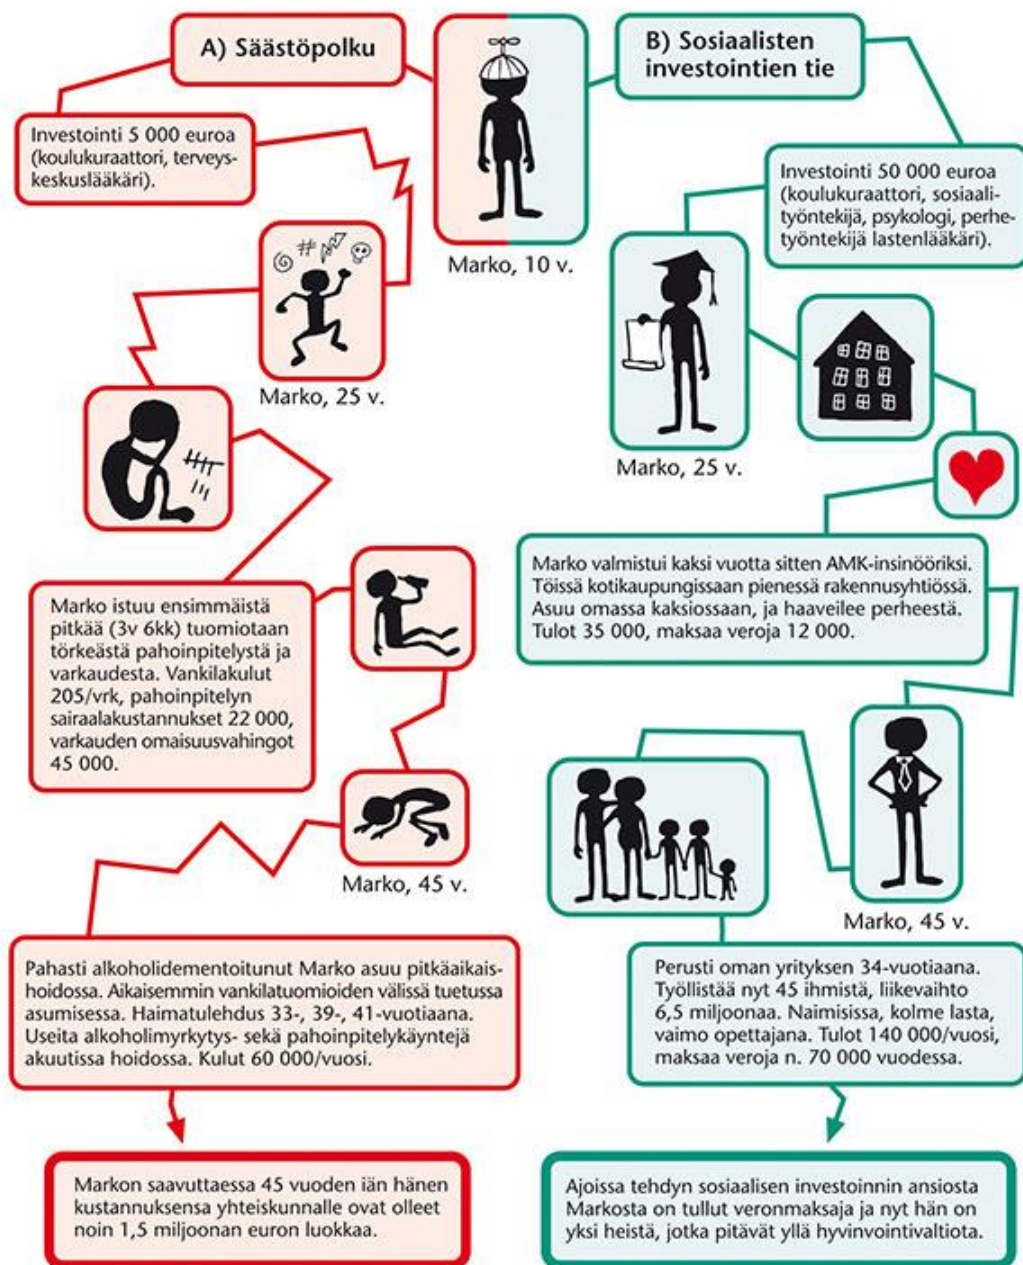 A) Säästöpolku
B) Sosiaalisten
investointien tie
Investointi 5 000 euroa
(koulukuraattori, terveys-
keskuslääkäri).
Marko, 10 v.
Investointi 50 000 euroa
(koulukuraattori, sosiaali-
työntekijä, psykologi, perhe-
työntekijä lastenlääkäri).
#
Marko, 25 v.
Marko, 25 v.
Marko istuu ensimmäistä
pitkää (3v 6kk) tuomiotaan
törkeästä pahoinpitelystä ja
varkaudesta. Vankilakulut
205/vrk, pahoinpitelyn
sairaalakustannukset 22 000,
varkauden omaisuusvahingot
45 000.
Marko valmistui kaksi vuotta sitten AMK-insinööriksi.
Töissä kotikaupungissaan pienessä rakennusyhtiössä.
Asuu omassa kaksiossaan, ja haaveilee perheestä.
Tulot 35 000, maksaa veroja 12 000.
Marko, 45 v.
Marko, 45 v.
Pahasti alkoholidementoitunut Marko asuu pitkäaikais-
hoidossa. Aikaisemmin vankilatuomioiden välissä tuetussa
asumisessa. Haimatulehdus 33-, 39-, 41-vuotiaana.
Useita alkoholimyrkytys- sekä pahoinpitelykäyntejä
akuutissa hoidossa. Kulut 60 000/vuosi.
Perusti oman yrityksen 34-vuotiaana.
Työllistää nyt 45 ihmistä, liikevaihto
6,5 miljoonaa. Naimisissa, kolme lasta,
vaimo opettajana. Tulot 140 000/vuosi,
maksaa veroja n. 70 000 vuodessa.
Markon saavuttaessa 45 vuoden iän hänen
kustannuksensa yhteiskunnalle ovat olleet
noin 1,5 miljoonan euron luokkaa.
Ajoissa tehdyn sosiaalisen investoinnin ansiosta
Markosta on tullut veronmaksaja ja nyt hän on
yksi heistä, jotka pitävät yllä hyvinvointivaltiota.